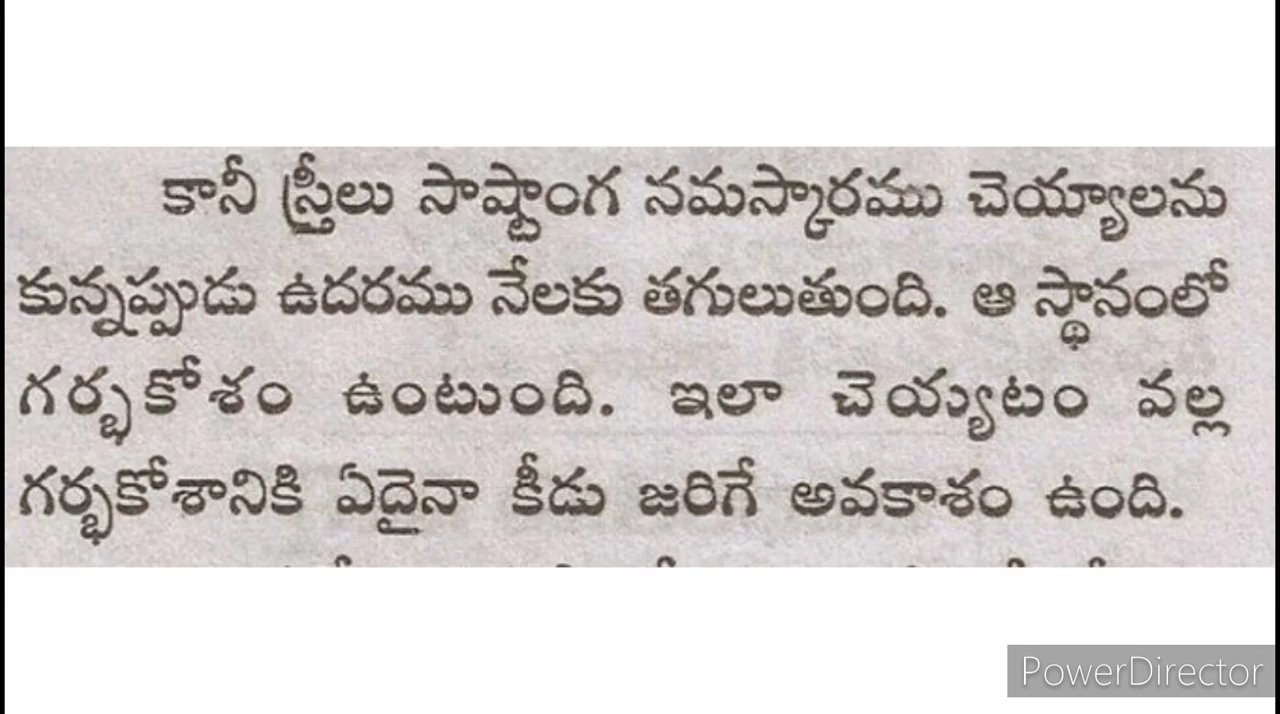 కానీ స్త్రీలు సాష్టాంగ నమస్కారము చెయ్యాలను
కున్నప్పుడు ఉదరము నేలకు తగులుతుంది. ఆ స్థానంలో
గర్భకోశం ఉంటుంది. ఇలా చెయ్యటం వల్ల
గర్భకోశానికి ఏదైనా కీడు జరిగే అవకాశం ఉంది.
PowerDirector